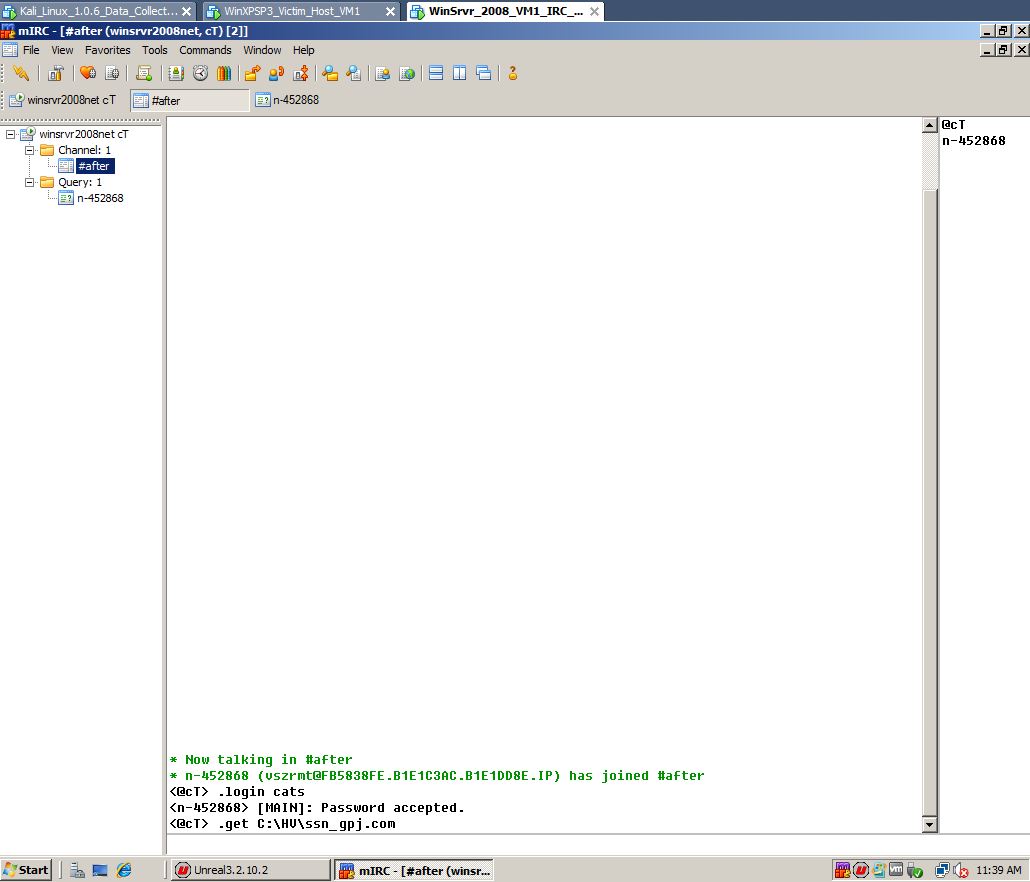 Kali_Linux_1.0.6_Data_Collect... WinXPSP3_Victim_Host_VM1 WinSrvr_2008_VM1_IRC_...
mIRC - [#after (winsrvr2008net, cT) [2]]
File View Favorites Tools Commands Window Help
winsrvr2008net cT #after n-452868
winsrvr2008net cT
Channel: 1
#after
Query: 1
n-452868
@cT
n-452868
* Now talking in #after
* n-452868 (vszrmt@FB5838FE.B1E1C3AC.B1E1DD8E.IP) has joined #after
<@cT> .login cats
<n-452868> [MAIN]: Password accepted.
<@cT> .get C:\HV\ssn_gpj.com
Start Unreal3.2.10.2 mIRC - [#after (winsr... 11:39 AM